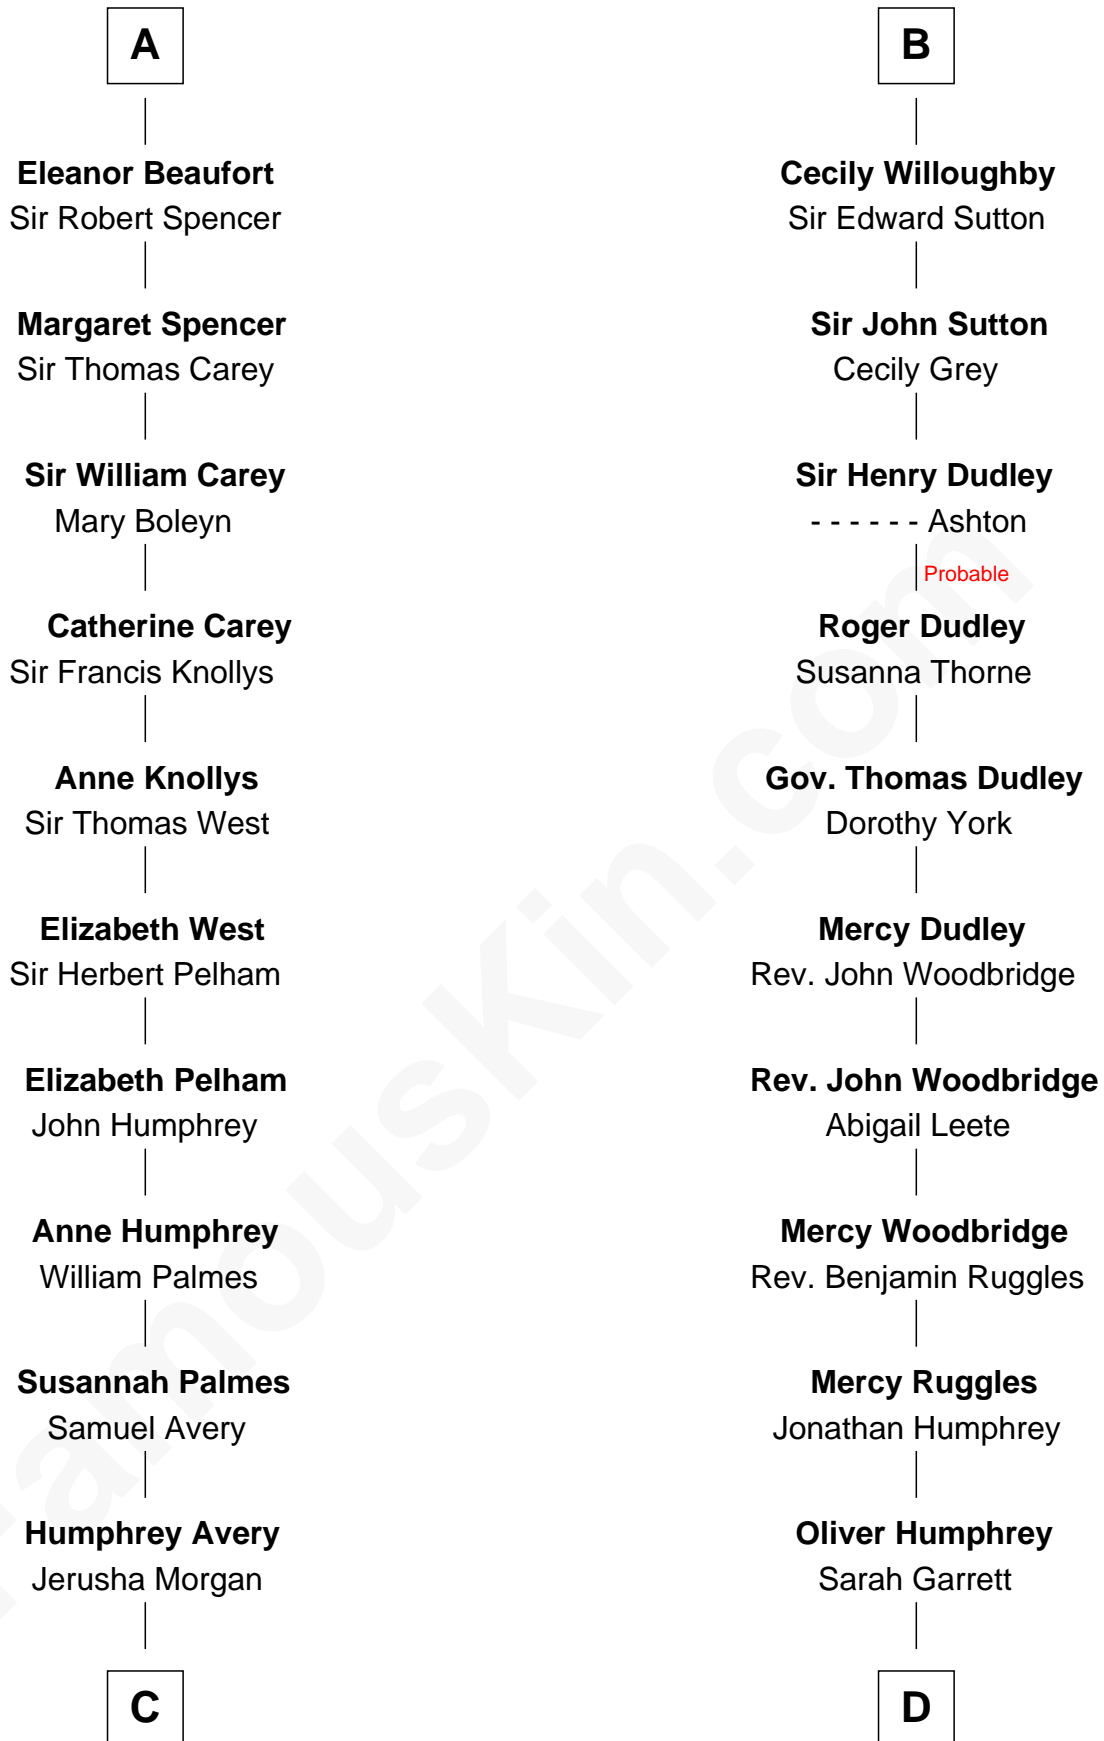 A
Eleanor Beaufort
Sir Robert Spencer
Margaret Spencer
Sir Thomas Carey
Sir William Carey
Mary Boleyn
Catherine Carey
Sir Francis Knollys
Anne Knollys
Sir Thomas West
Elizabeth West
Sir Herbert Pelham
Elizabeth Pelham
John Humphrey
Anne Humphrey
William Palmes
Susannah Palmes
Samuel Avery
Humphrey Avery
Jerusha Morgan
C
B
Cecily Willoughby
Sir Edward Sutton
Sir John Sutton
Cecily Grey
Sir Henry Dudley
- - - - - - Ashton
Probable
Roger Dudley
Susanna Thorne
Gov. Thomas Dudley
Dorothy York
Mercy Dudley
Rev. John Woodbridge
Rev. John Woodbridge
Abigail Leete
Mercy Woodbridge
Rev. Benjamin Ruggles
Mercy Ruggles
Jonathan Humphrey
Oliver Humphrey
Sarah Garrett
D
FamousKin.com